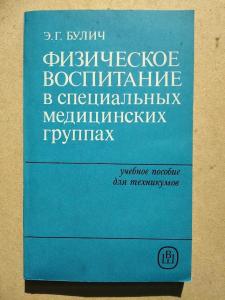 Э.Г. БУЛИЧ
ФИЗИЧЕСКОЕ
ВОСПИТАНИЕ
в специальных
медицинских
группах
учебное пособие
для техникумов